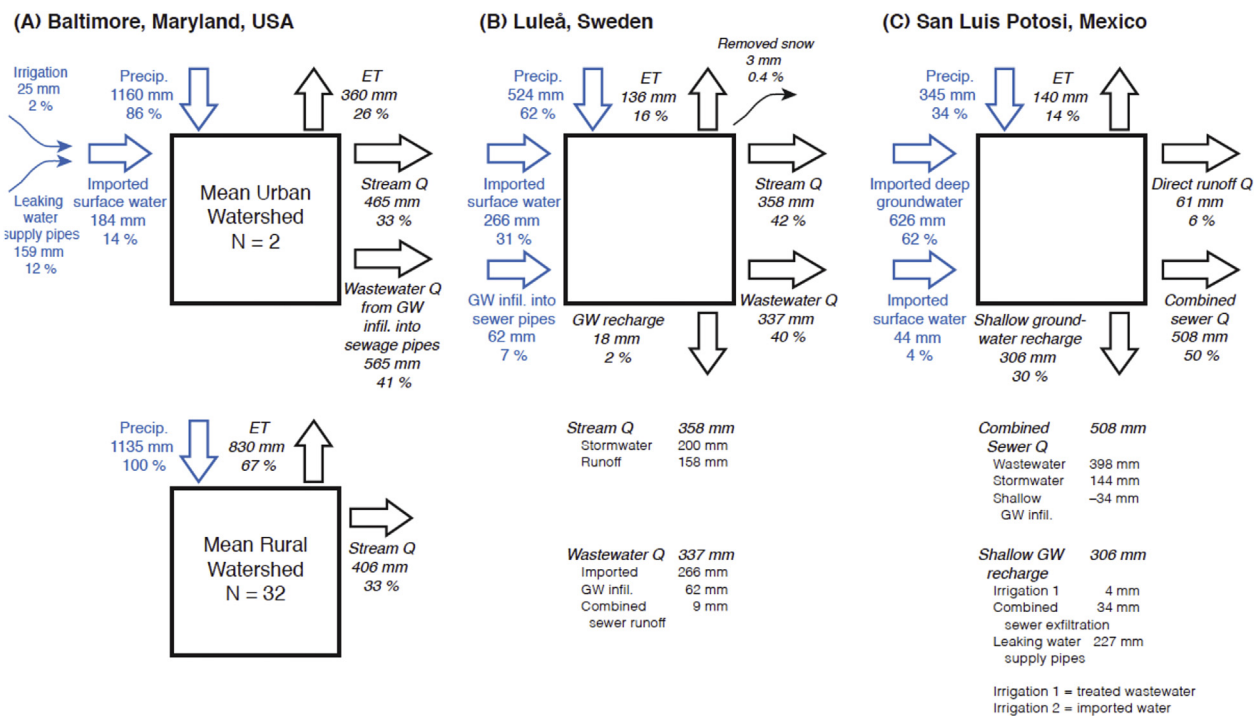 (A) Baltimore, Maryland, USA
Irrigation
25 mm
2 %
Precip.
1160 mm
86 %
ET
360 mm
26 %
Imported
surface water
184 mm
14 %
Leaking
water
supply pipes
159 mm
12 %
Mean Urban
Watershed
N = 2
Stream Q
465 mm
33 %
Wastewater Q
from GW
infil. into
sewage pipes
565 mm
41 %
Precip.
1135 mm
100 %
ET
830 mm
67 %
Mean Rural
Watershed
N = 32
Stream Q
406 mm
33 %
(B) Luleå, Sweden
Precip.
524 mm
62 %
ET
136 mm
16 %
Removed snow
3 mm
0.4 %
Imported
surface water
266 mm
31 %
GW infil. into
sewer pipes
62 mm
7 %
Stream Q
358 mm
42 %
Wastewater Q
337 mm
40 %
GW recharge
18 mm
2 %
Stream Q 358 mm
Stormwater 200 mm
Runoff 158 mm
Wastewater Q 337 mm
Imported 266 mm
GW infil. 62 mm
Combined 9 mm
sewer runoff
(C) San Luis Potosi, Mexico
Precip.
345 mm
34 %
ET
140 mm
14 %
Imported deep
groundwater
626 mm
62 %
Imported
surface water
44 mm
4 %
Direct runoff Q
61 mm
6 %
Combined
sewer Q
508 mm
50 %
Shallow ground-
water recharge
306 mm
30 %
Combined 508 mm
Sewer Q
Wastewater 398 mm
Stormwater 144 mm
Shallow –34 mm
GW infil.
Shallow GW 306 mm
recharge
Irrigation 1 4 mm
Combined 34 mm
sewer exfiltration
Leaking water 227 mm
supply pipes
Irrigation 1 = treated wastewater
Irrigation 2 = imported water